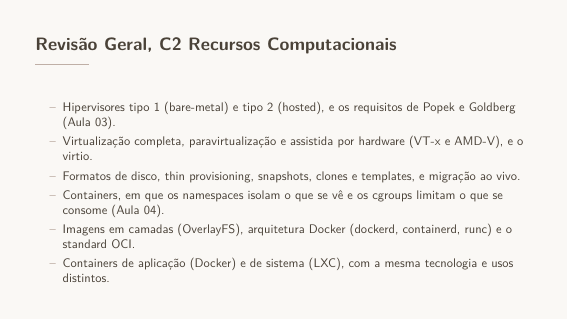 Revisão Geral, C2 Recursos Computacionais
– Hipervisores tipo 1 (bare-metal) e tipo 2 (hosted), e os requisitos de Popek e Goldberg
(Aula 03).
– Virtualização completa, paravirtualização e assistida por hardware (VT-x e AMD-V), e o
virtio.
– Formatos de disco, thin provisioning, snapshots, clones e templates, e migração ao vivo.
– Containers, em que os namespaces isolam o que se vê e os cgroups limitam o que se
consome (Aula 04).
– Imagens em camadas (OverlayFS), arquitetura Docker (dockerd, containerd, runc) e o
standard OCI.
– Containers de aplicação (Docker) e de sistema (LXC), com a mesma tecnologia e usos
distintos.